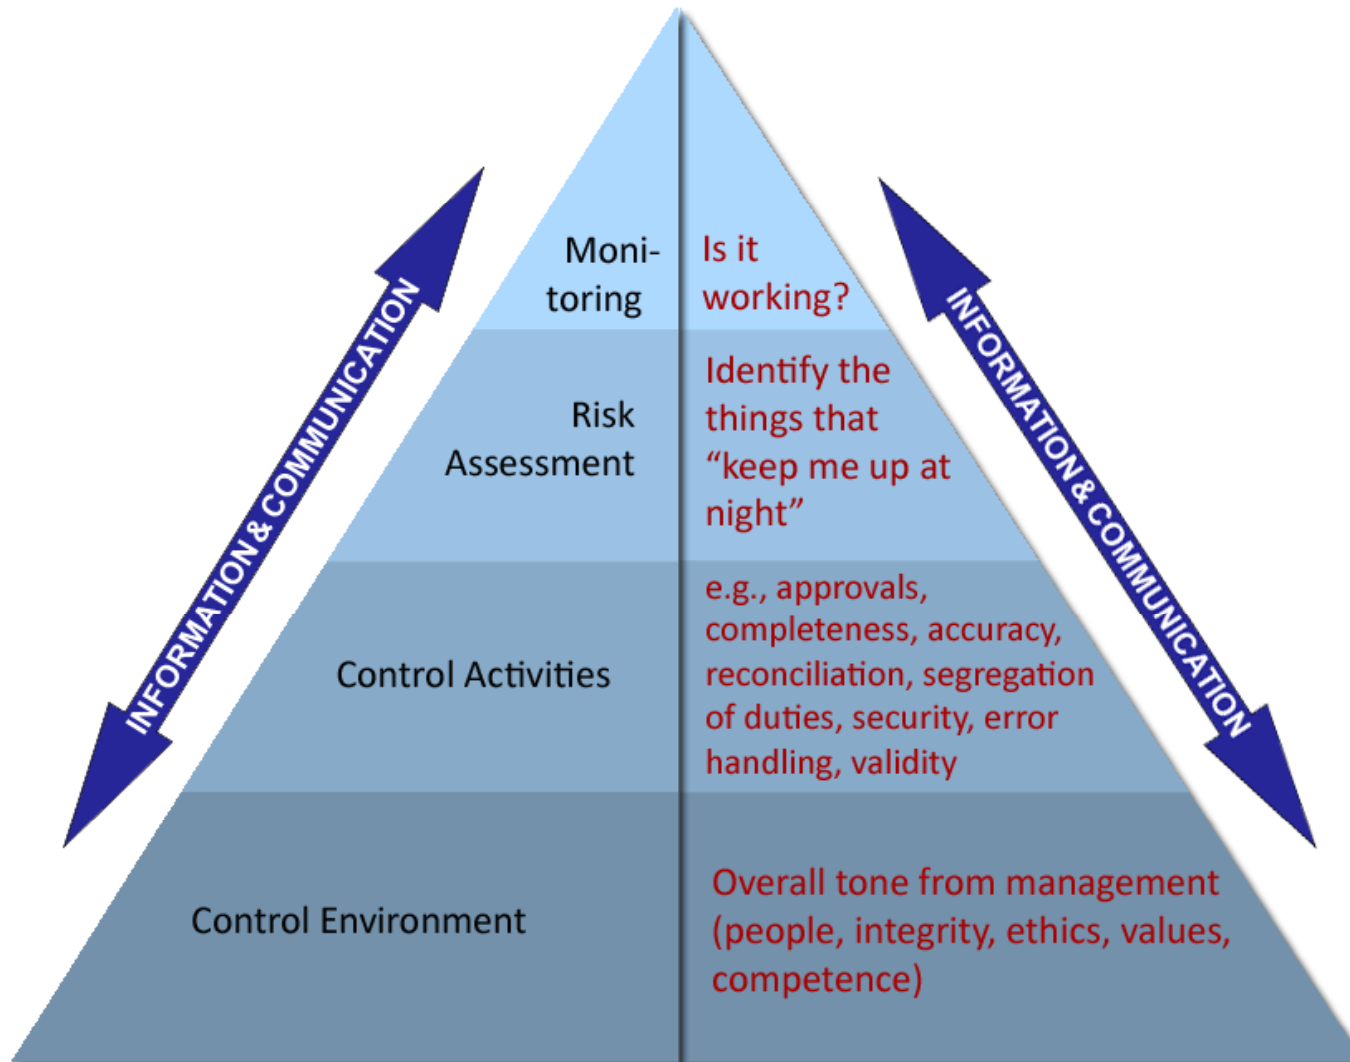 Moni-
toring
Is it
working?
Risk
Assessment
Identify the
things that
“keep me up at
night”
Control Activities
e.g., approvals,
completeness, accuracy,
reconciliation, segregation
of duties, security, error
handling, validity
Control Environment
Overall tone from management
(people, integrity, ethics, values,
competence)
INFORMATION & COMMUNICATION
INFORMATION & COMMUNICATION